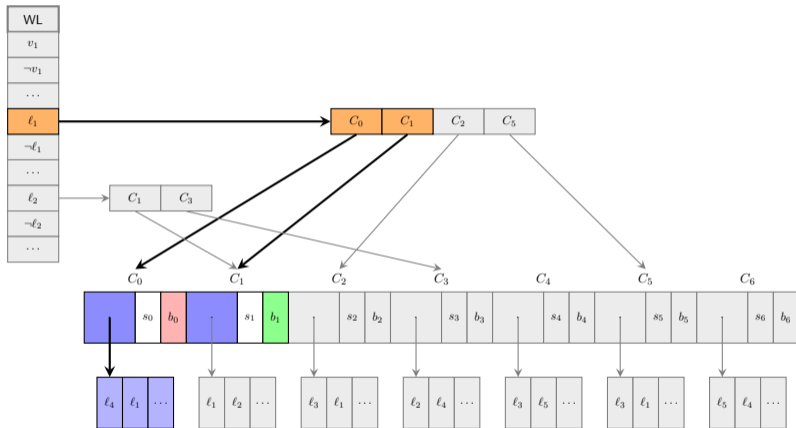 WL
v₁
¬v₁
...
ℓ₁
¬ℓ₁
...
ℓ₂
¬ℓ₂
...
C₀ C₁ C₂ C₅
C₁ C₃
C₀ C₁ C₂ C₃ C₄ C₅ C₆
s₀ b₀ s₁ b₁ s₂ b₂ s₃ b₃ s₄ b₄ s₅ b₅ s₆ b₆
ℓ₄ ℓ₁ ... ℓ₁ ℓ₂ ... ℓ₃ ℓ₁ ... ℓ₂ ℓ₄ ... ℓ₃ ℓ₅ ... ℓ₃ ℓ₁ ... ℓ₅ ℓ₄ ...